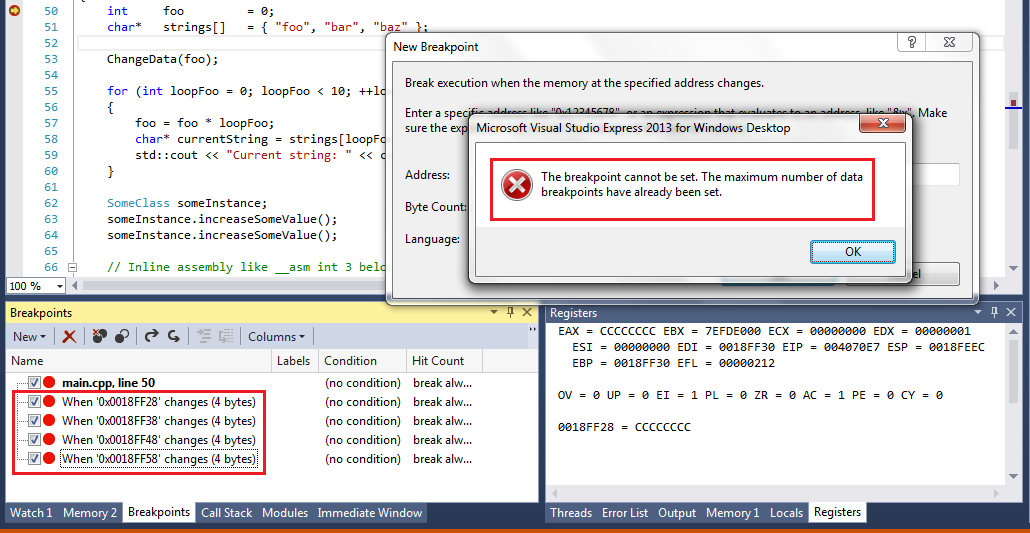 50 int foo = 0;
51 char* strings[] = { "foo", "bar", "baz" };
52
53 ChangeData(foo);
54
55 for (int loopFoo = 0; loopFoo < 10; ++lo
56 {
57 foo = foo * loopFoo;
58 char* currentString = strings[loopFo
59 std::cout << "Current string: " << c
60 }
61
62 SomeClass someInstance;
63 someInstance.increaseSomeValue();
64 someInstance.increaseSomeValue();
65
66 // Inline assembly like __asm int 3 belo
100 %
New Breakpoint
Break execution when the memory at the specified address changes.
Enter a specific address like "0x12345678", or an expression that evaluates to an address, like "&x". Make
sure the exp
Address:
Byte Count:
Language:
Microsoft Visual Studio Express 2013 for Windows Desktop
The breakpoint cannot be set. The maximum number of data
breakpoints have already been set.
OK
el
Breakpoints
New
Columns
Name Labels Condition Hit Count
main.cpp, line 50 (no condition) break alw...
When '0x0018FF28' changes (4 bytes) (no condition) break alw...
When '0x0018FF38' changes (4 bytes) (no condition) break alw...
When '0x0018FF48' changes (4 bytes) (no condition) break alw...
When '0x0018FF58' changes (4 bytes) (no condition) break alw...
Watch 1 Memory 2 Breakpoints Call Stack Modules Immediate Window
Registers
EAX = CCCCCCCC EBX = 7EFDE000 ECX = 00000000 EDX = 00000001
ESI = 00000000 EDI = 0018FF30 EIP = 004070E7 ESP = 0018FEEC
EBP = 0018FF30 EFL = 00000212
OV = 0 UP = 0 EI = 1 PL = 0 ZR = 0 AC = 1 PE = 0 CY = 0
0018FF28 = CCCCCCCC
Threads Error List Output Memory 1 Locals Registers